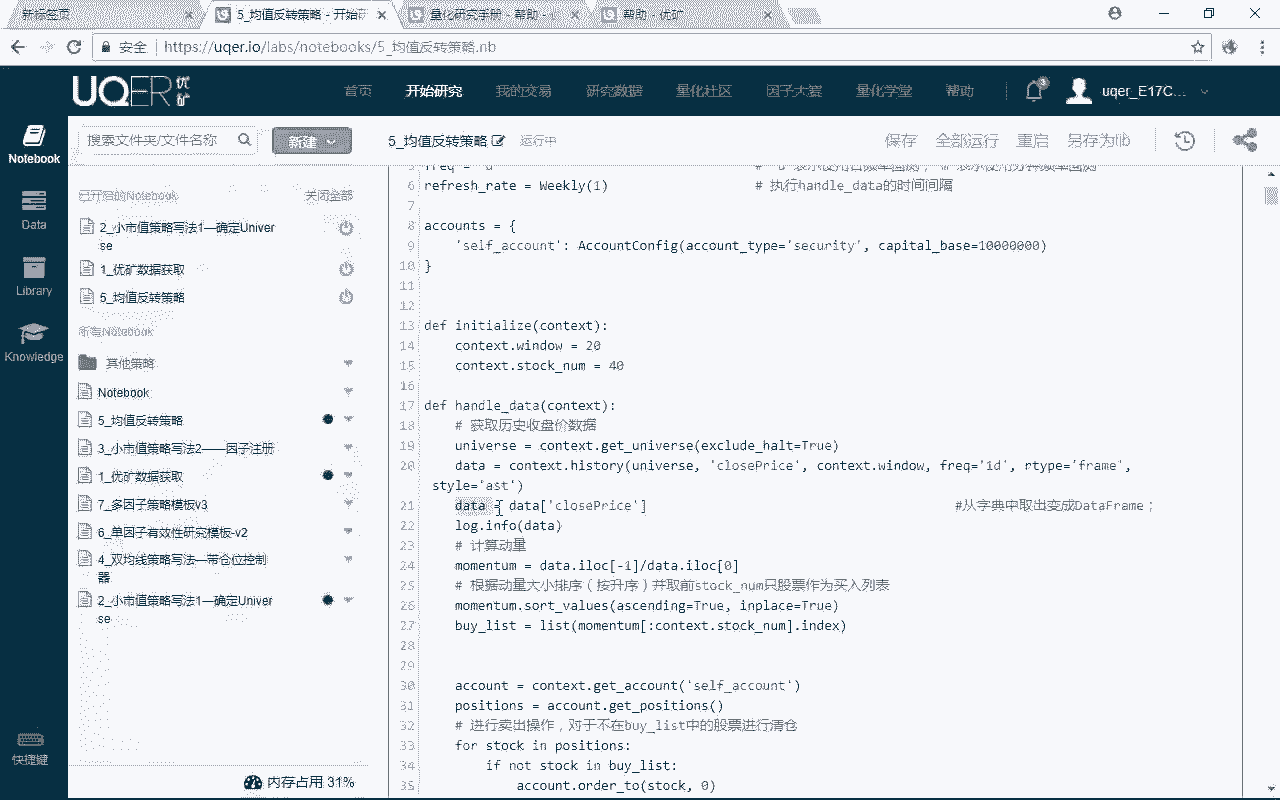 新标签页
5_均值反转策略 - 开始研
量化研究手册 - 帮助 -
帮助 - 优矿
安全
https://uqer.io/labs/notebooks/5_均值反转策略.nb
UQER 优矿
首页
开始研究
我的交易
研究数据
量化社区
因子大赛
量化学堂
帮助
3
uqer_E17C...
Notebook
Data
Library
Knowledge
快捷键
搜索文件夹/文件名称
新建
5_均值反转策略
运行中
保存
全部运行
重启
另存为lib
已开启的Notebook
关闭全部
2_小市值策略写法1—确定Univer
se
1_优矿数据获取
5_均值反转策略
所有Notebook
其他策略
Notebook
5_均值反转策略
3_小市值策略写法2——因子注册
1_优矿数据获取
7_多因子策略模板v3
6_单因子有效性研究模板-v2
4_双均线策略写法—带仓位控制
器
2_小市值策略写法1—确定Univer
se
内存占用 31%
6 refresh_rate = Weekly(1) # 执行handle_data的时间间隔
7
8 accounts = {
9 'self_account': AccountConfig(account_type='security', capital_base=10000000)
10 }
11
12
13 def initialize(context):
14 context.window = 20
15 context.stock_num = 40
16
17 def handle_data(context):
18 # 获取历史收盘价数据
19 universe = context.get_universe(exclude_halt=True)
20 data = context.history(universe, 'closePrice', context.window, freq='1d', rtype='frame',
style='ast')
21 data = data['closePrice'] #从字典中取出变成DataFrame；
22 log.info(data)
23 # 计算动量
24 momentum = data.iloc[-1]/data.iloc[0]
25 # 根据动量大小排序（按升序）并取前stock_num只股票作为买入列表
26 momentum.sort_values(ascending=True, inplace=True)
27 buy_list = list(momentum[:context.stock_num].index)
28
29
30 account = context.get_account('self_account')
31 positions = account.get_positions()
32 # 进行卖出操作，对于不在buy_list中的股票进行清仓
33 for stock in positions:
34 if not stock in buy_list:
35 account.order_to(stock, 0)